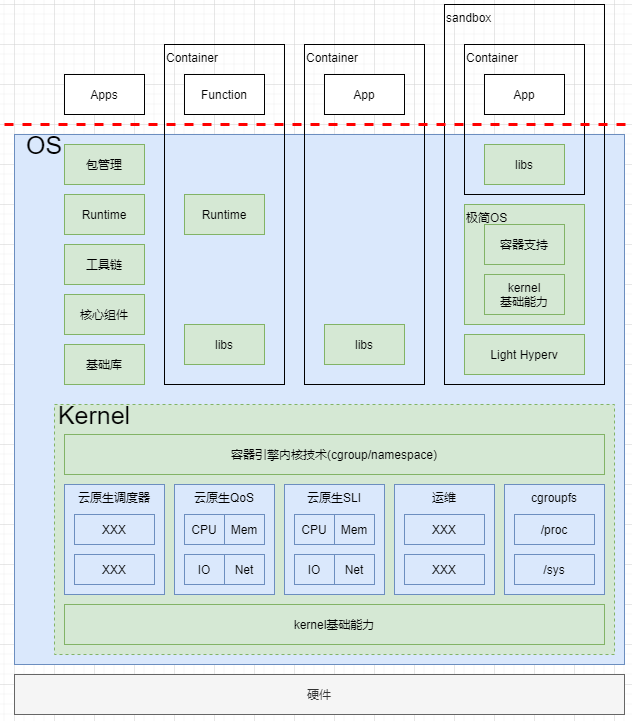 sandbox
Container
Container
Container
Apps
Function
App
App
OS
包管理
libs
Runtime
Runtime
极简OS
容器支持
工具链
kernel
基础能力
核心组件
libs
libs
Light Hyperv
基础库
Kernel
容器引擎内核技术(cgroup/namespace)
云原生调度器
云原生QoS
云原生SLI
运维
cgroupfs
XXX
CPU
Mem
CPU
Mem
XXX
/proc
XXX
IO
Net
IO
Net
XXX
/sys
kernel基础能力
硬件